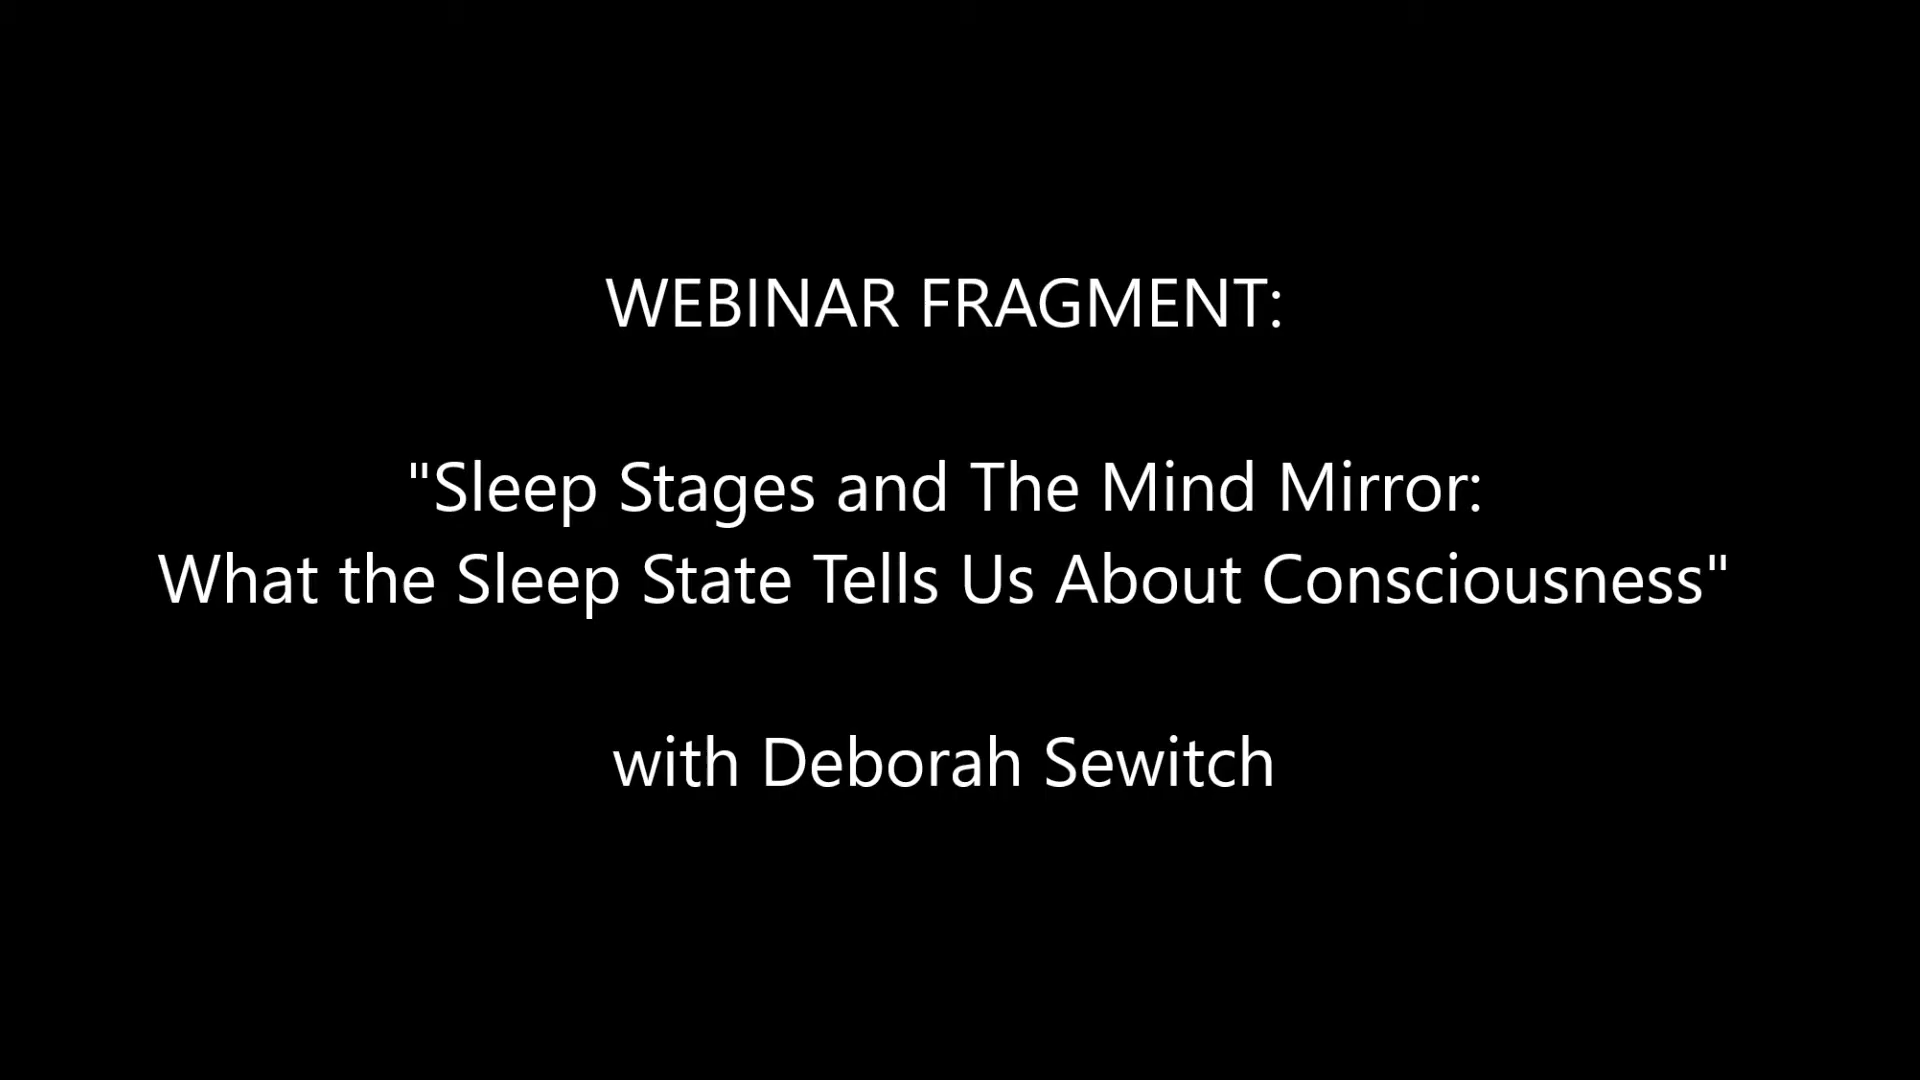 WEBINAR FRAGMENT:
"Sleep Stages and The Mind Mirror:
What the Sleep State Tells Us About Consciousness"
with Deborah Sewitch